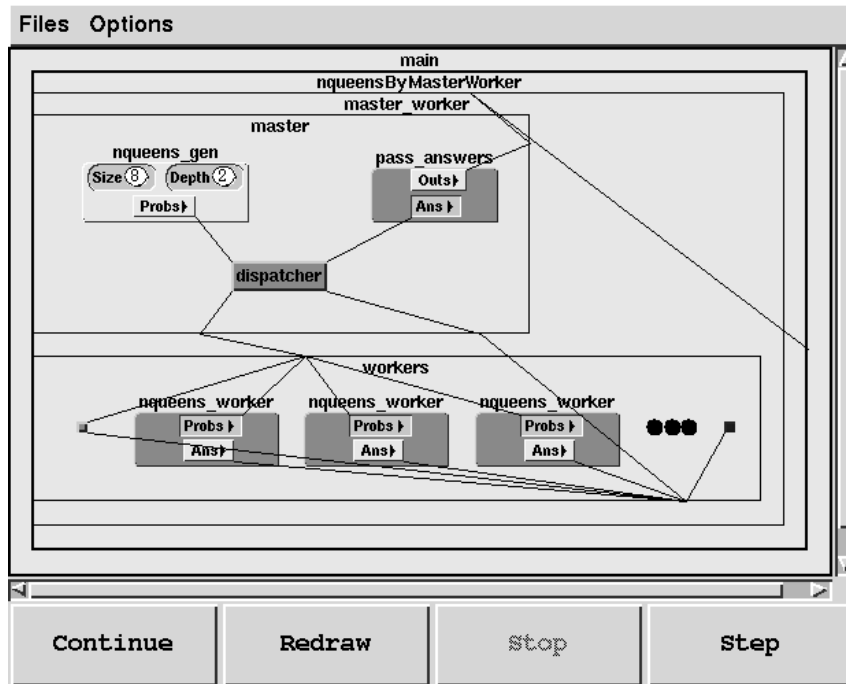 Files Options
main
nqueensByMasterWorker
master_worker
master
nqueens_gen
Size 8 Depth 2
Probs
pass_answers
Outs
Ans
dispatcher
workers
nqueens_worker nqueens_worker nqueens_worker
Probs Probs Probs
Ans Ans Ans
Continue Redraw Stop Step